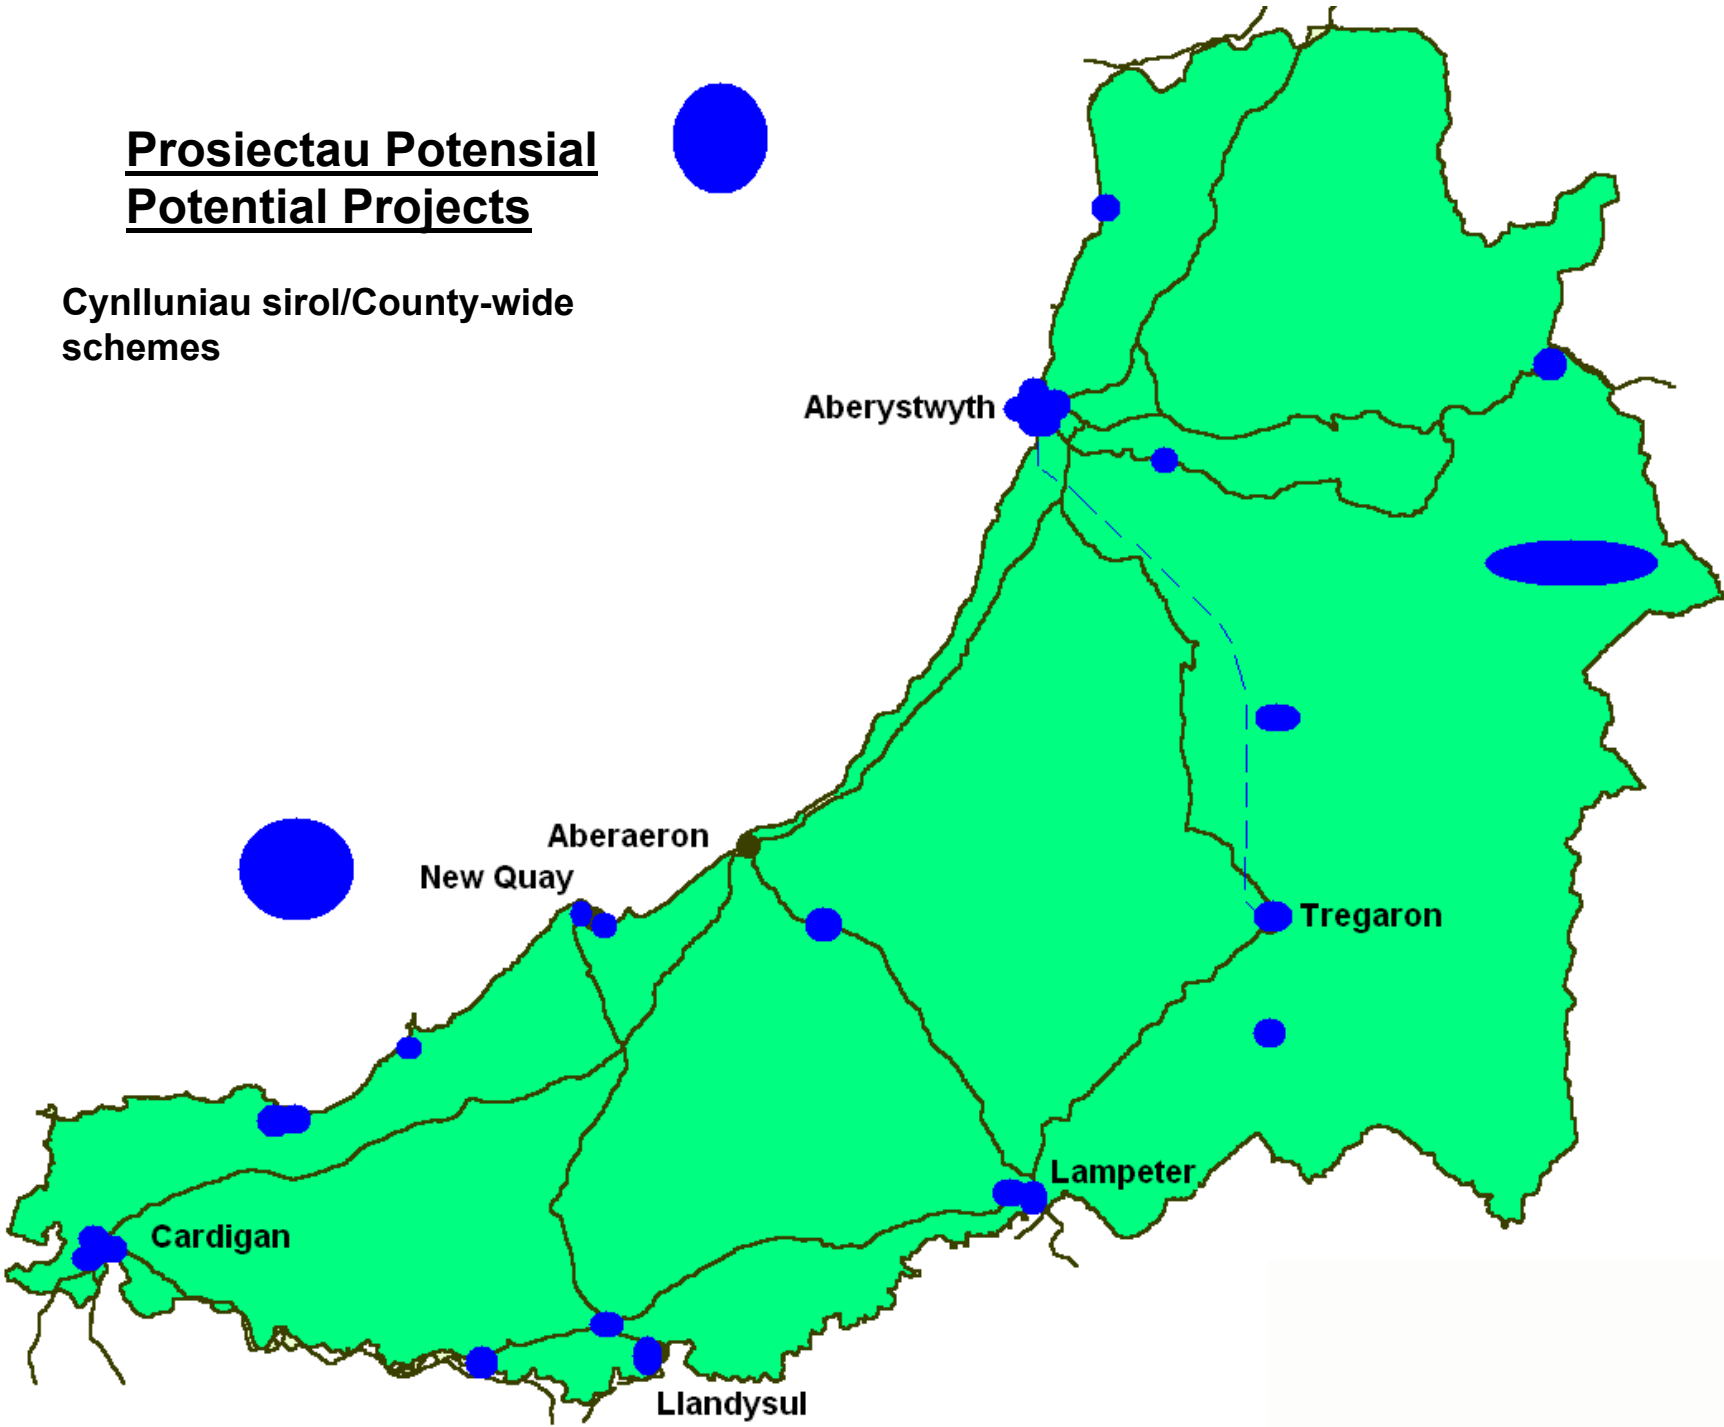 Prosiectau Potensial
Potential Projects
Cynlluniau sirol/County-wide
schemes
Aberystwyth
Aberaeron
New Quay
Tregaron
Lampeter
Cardigan
Llandysul